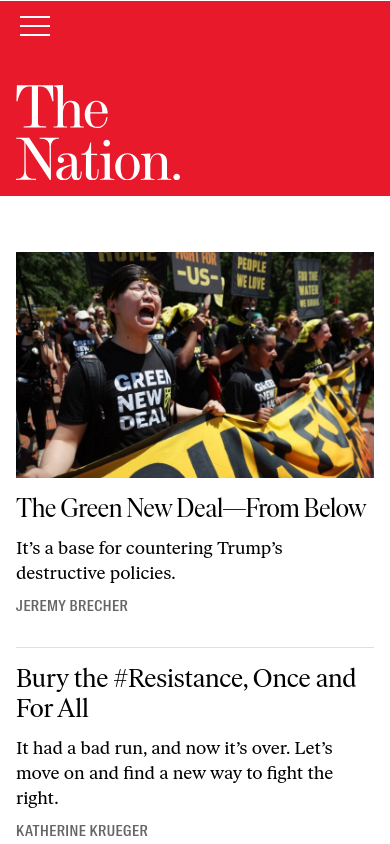 The
Nation.
HOME
FIGHT FOR
-US-
PEOPLE
WE LOVE
FOR THE
WATER
WE DRINK
GREEN
NEW
DEAL
GREEN
NEW
DEAL
The Green New Deal—From Below
It’s a base for countering Trump’s
destructive policies.
JEREMY BRECHER
Bury the #Resistance, Once and
For All
It had a bad run, and now it’s over. Let’s
move on and find a new way to fight the
right.
KATHERINE KRUEGER